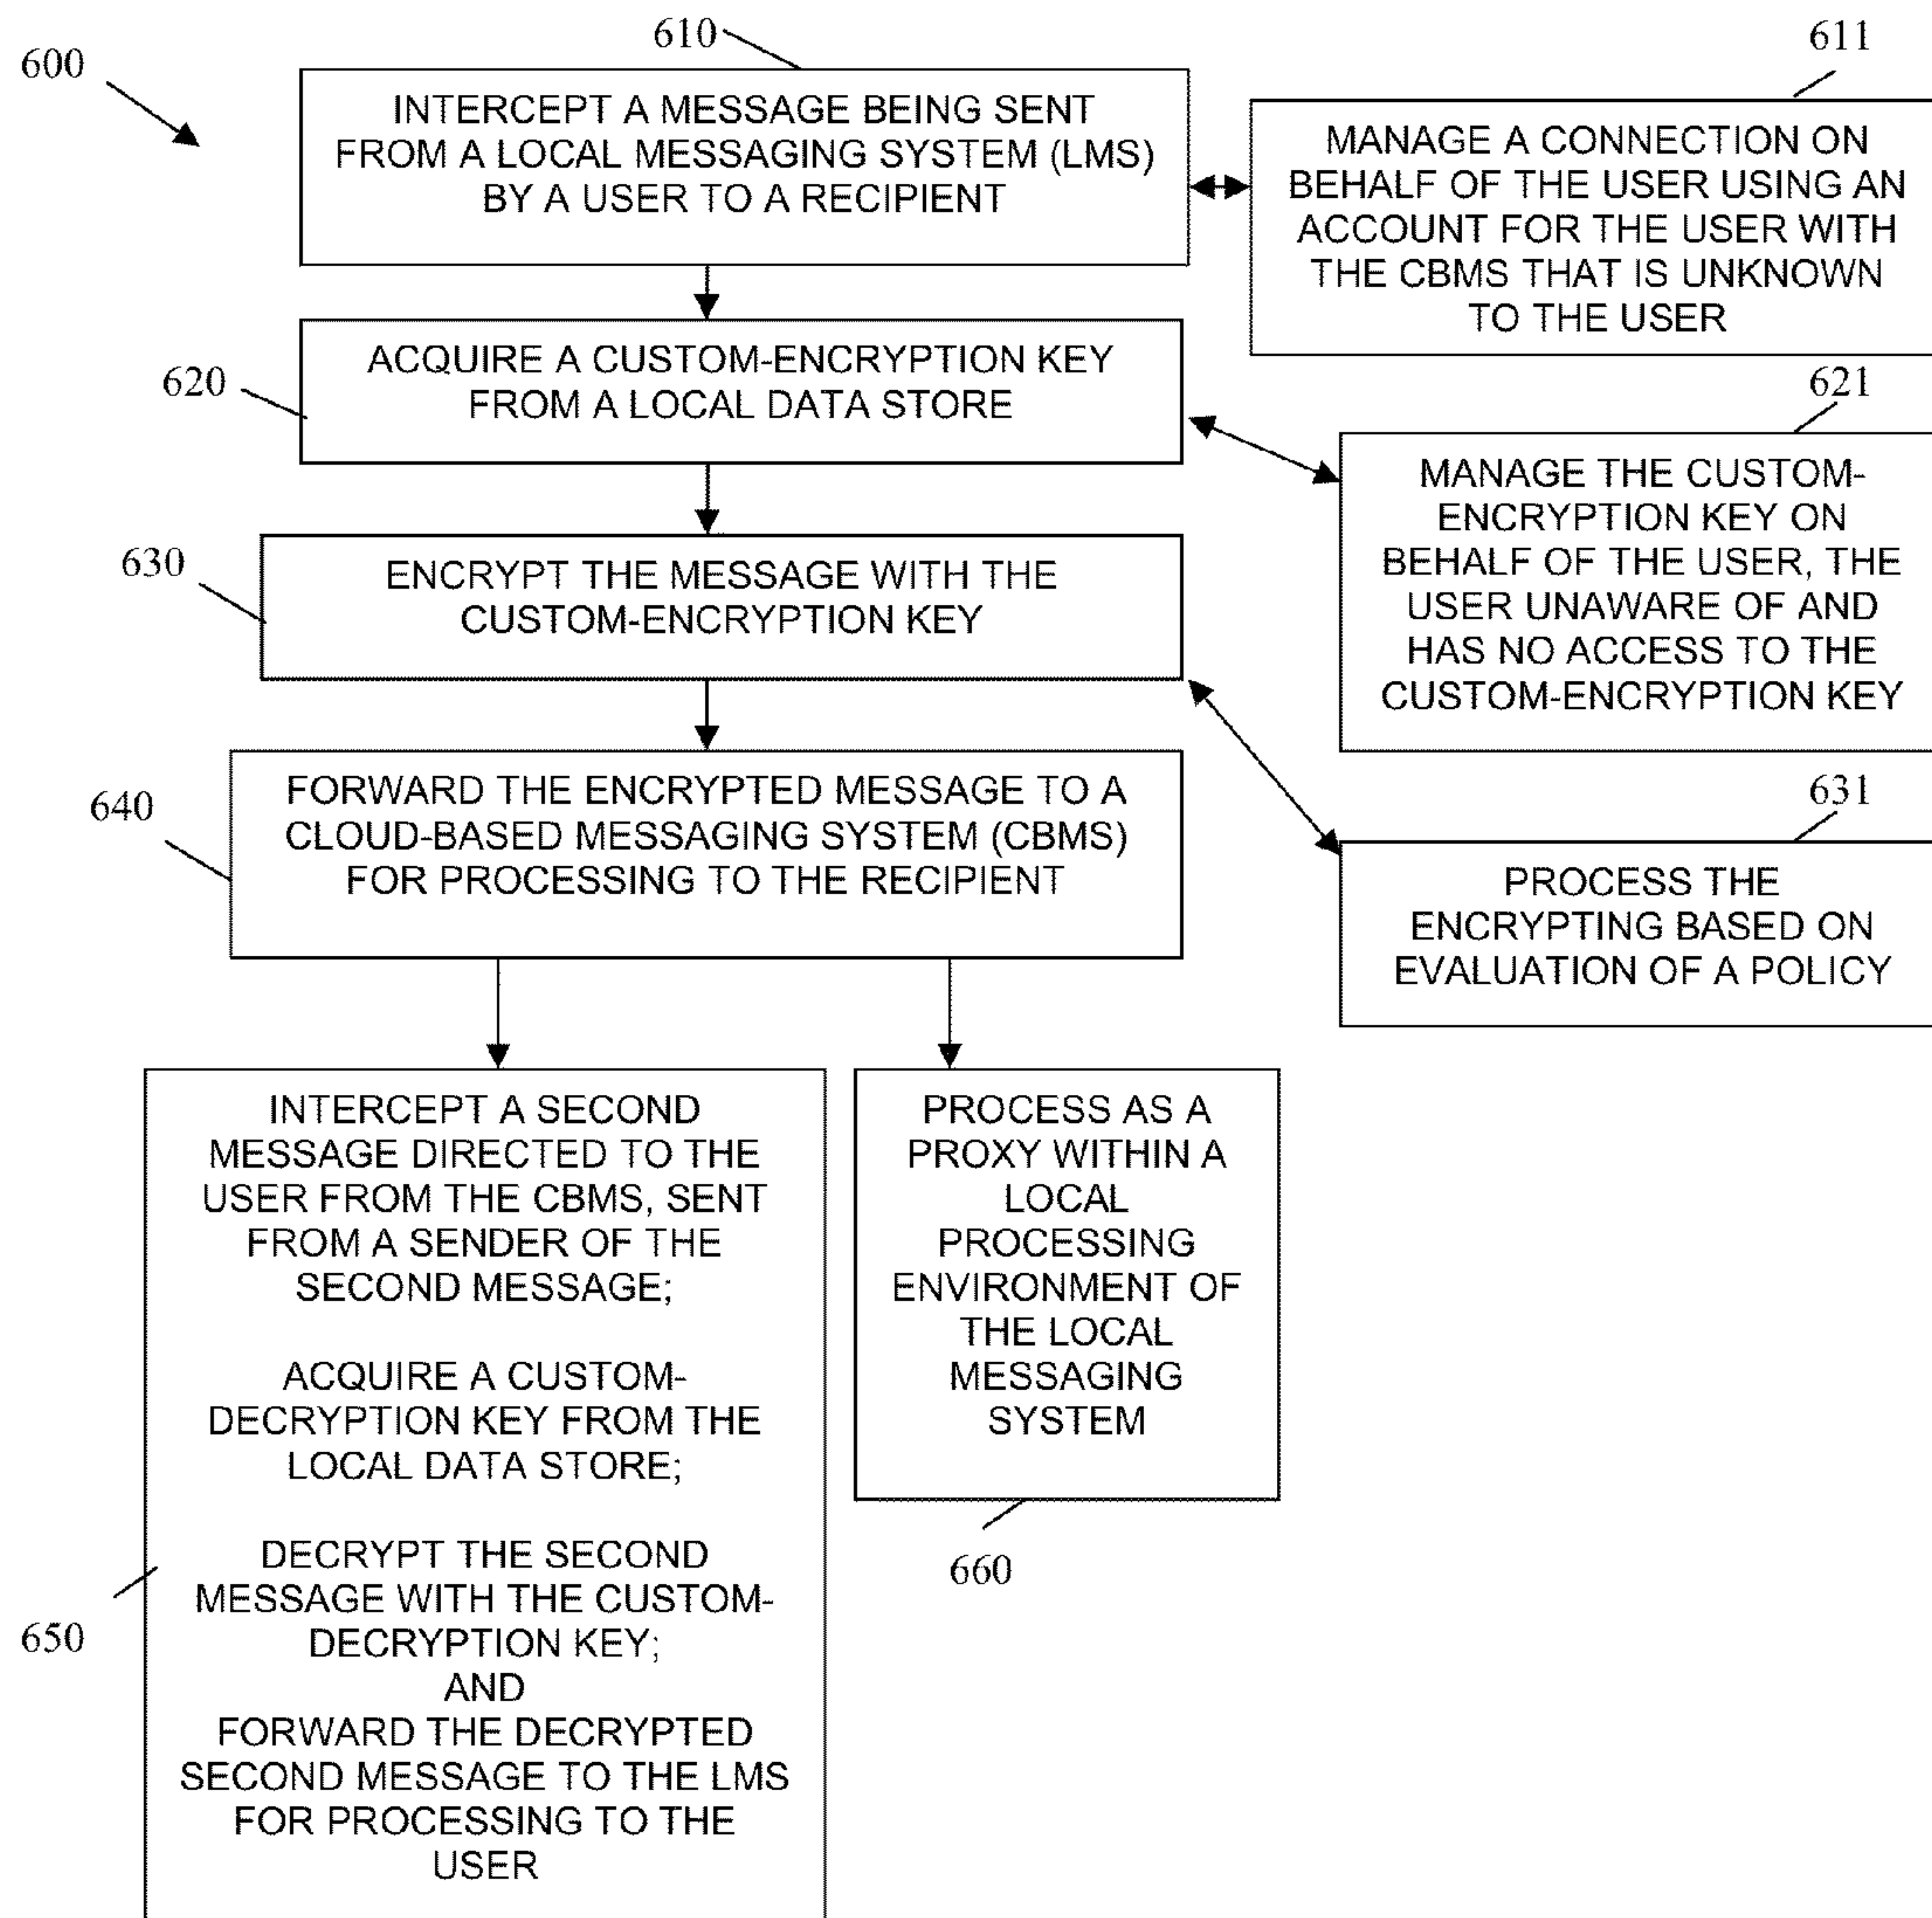 600
610
INTERCEPT A MESSAGE BEING SENT
FROM A LOCAL MESSAGING SYSTEM (LMS)
BY A USER TO A RECIPIENT
611
MANAGE A CONNECTION ON
BEHALF OF THE USER USING AN
ACCOUNT FOR THE USER WITH
THE CBMS THAT IS UNKNOWN
TO THE USER
620
ACQUIRE A CUSTOM-ENCRYPTION KEY
FROM A LOCAL DATA STORE
621
MANAGE THE CUSTOM-
ENCRYPTION KEY ON
BEHALF OF THE USER, THE
USER UNAWARE OF AND
HAS NO ACCESS TO THE
CUSTOM-ENCRYPTION KEY
630
ENCRYPT THE MESSAGE WITH THE
CUSTOM-ENCRYPTION KEY
631
PROCESS THE
ENCRYPTING BASED ON
EVALUATION OF A POLICY
640
FORWARD THE ENCRYPTED MESSAGE TO A
CLOUD-BASED MESSAGING SYSTEM (CBMS)
FOR PROCESSING TO THE RECIPIENT
650
INTERCEPT A SECOND
MESSAGE DIRECTED TO THE
USER FROM THE CBMS, SENT
FROM A SENDER OF THE
SECOND MESSAGE;
ACQUIRE A CUSTOM-
DECRYPTION KEY FROM THE
LOCAL DATA STORE;
DECRYPT THE SECOND
MESSAGE WITH THE CUSTOM-
DECRYPTION KEY;
AND
FORWARD THE DECRYPTED
SECOND MESSAGE TO THE LMS
FOR PROCESSING TO THE
USER
PROCESS AS A
PROXY WITHIN A
LOCAL
PROCESSING
ENVIRONMENT OF
THE LOCAL
MESSAGING
SYSTEM
660